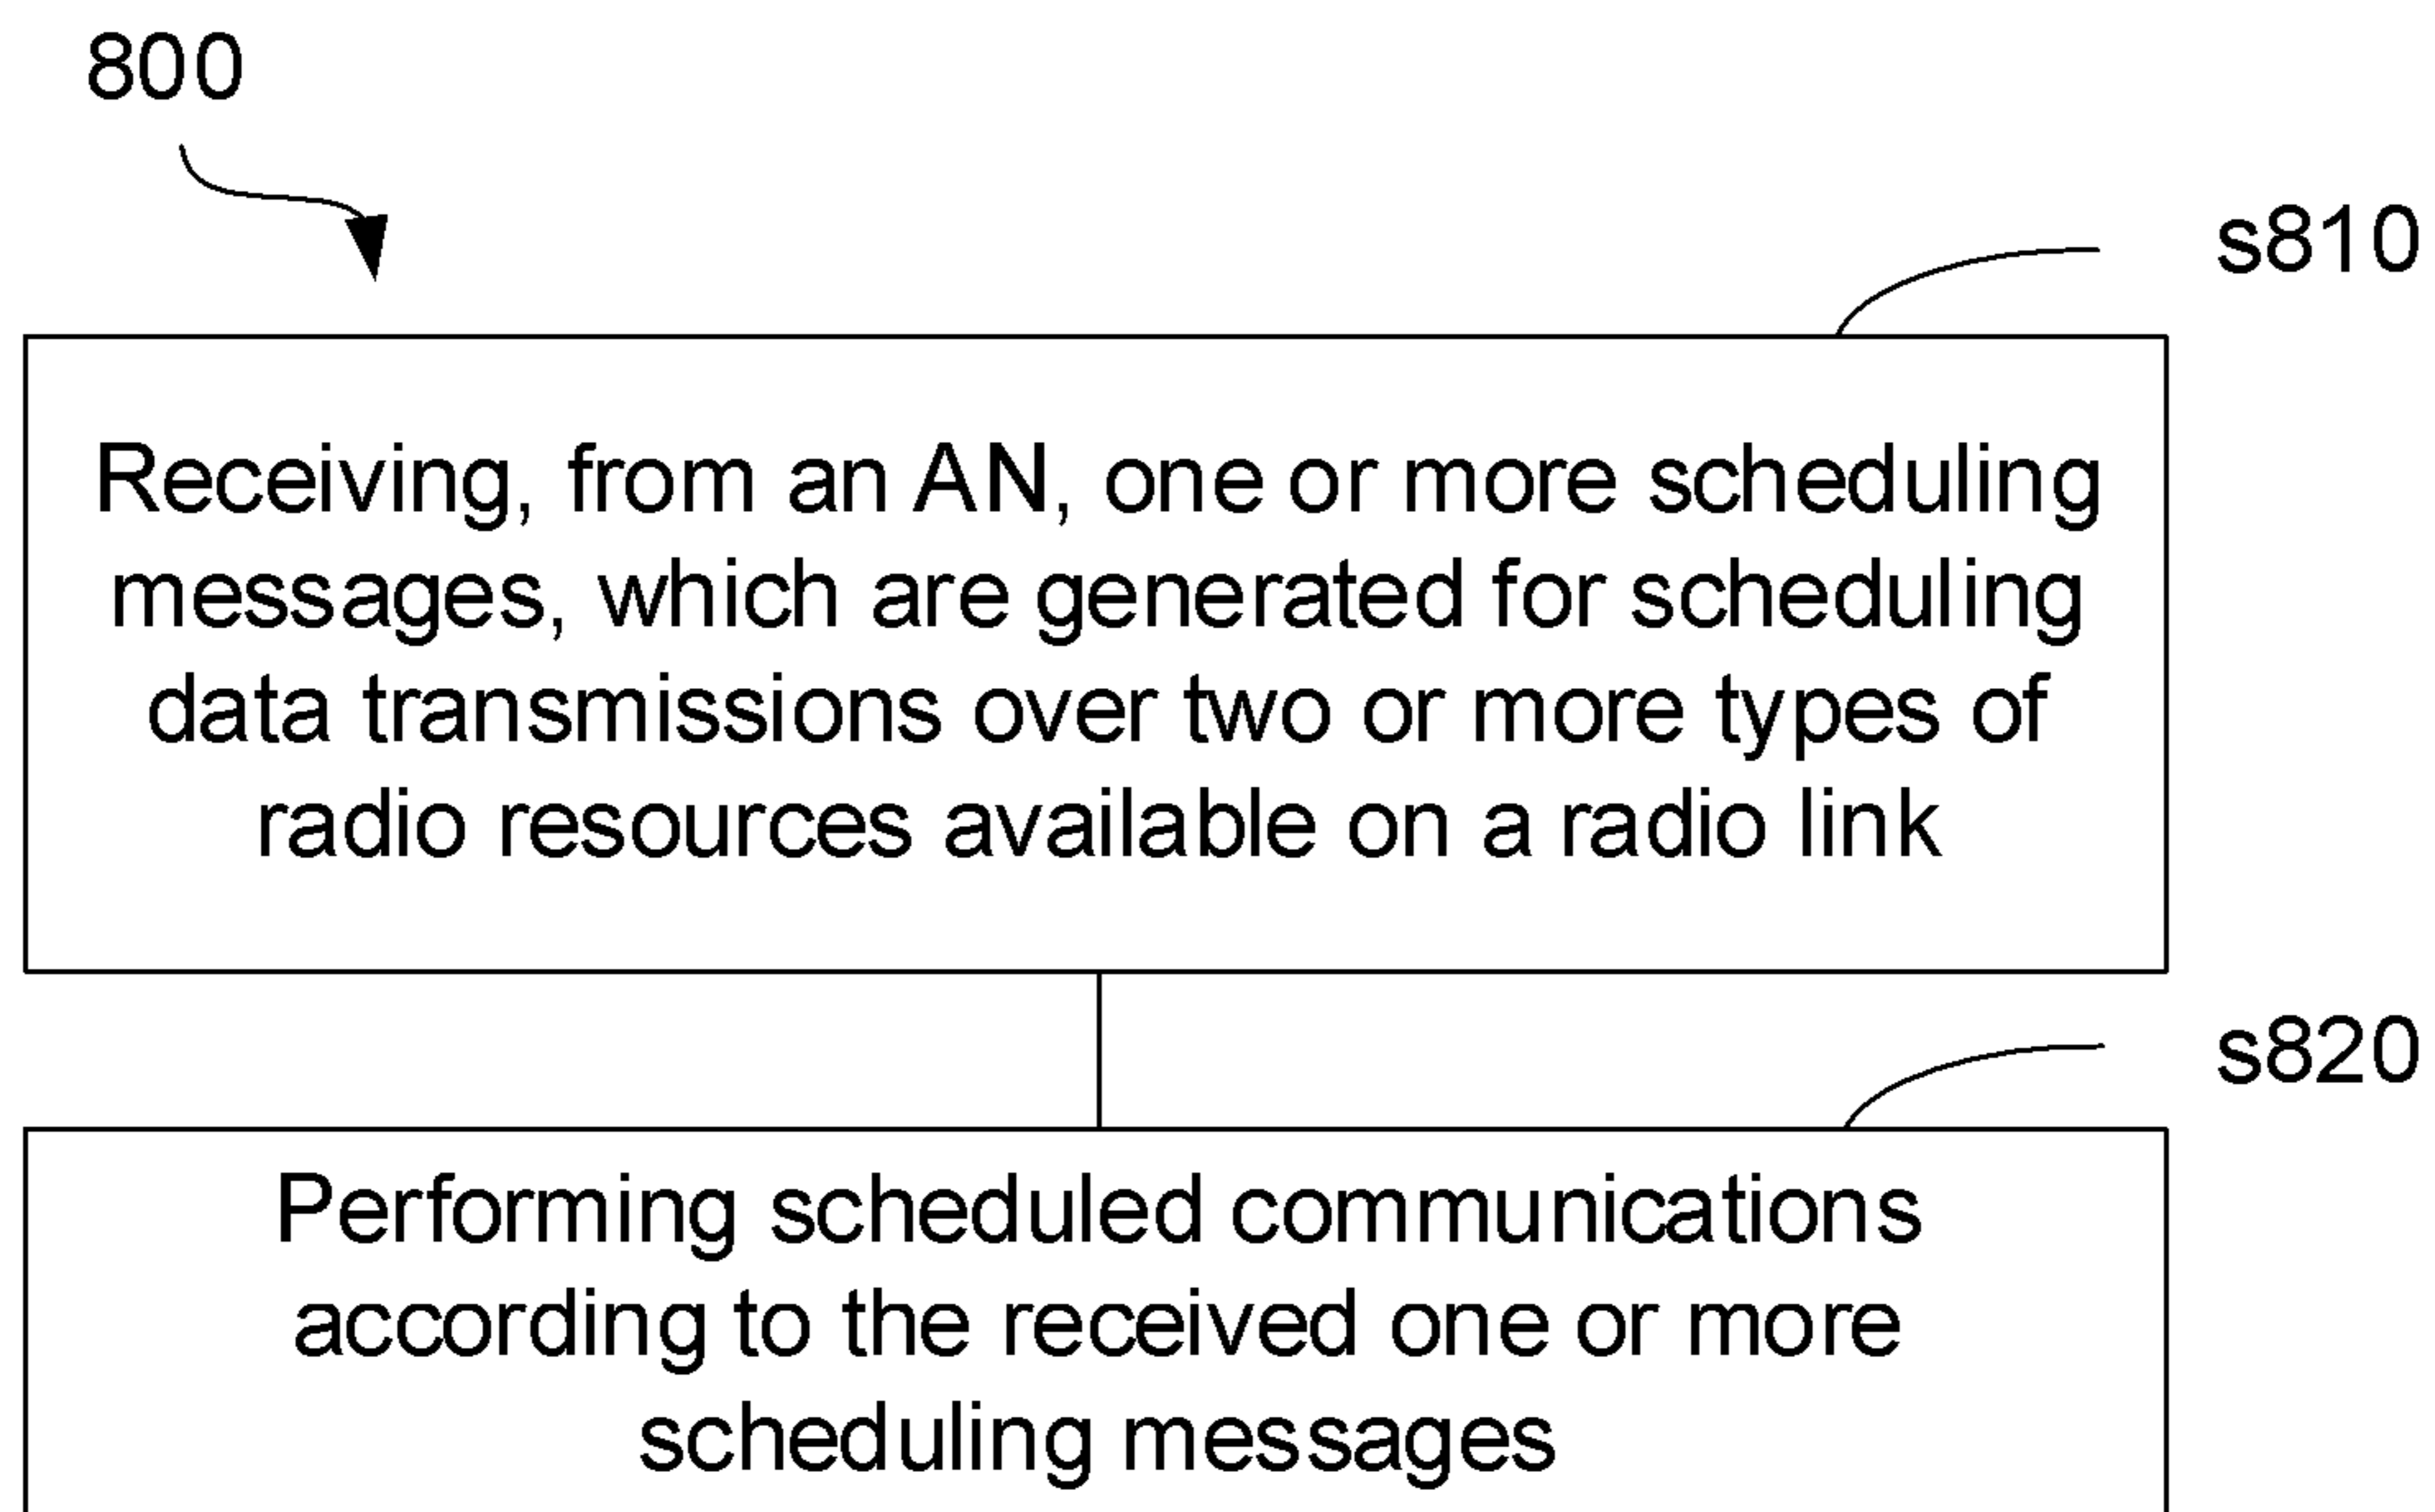 800
s810
Receiving, from an AN, one or more scheduling
messages, which are generated for scheduling
data transmissions over two or more types of
radio resources available on a radio link
s820
Performing scheduled communications
according to the received one or more
scheduling messages